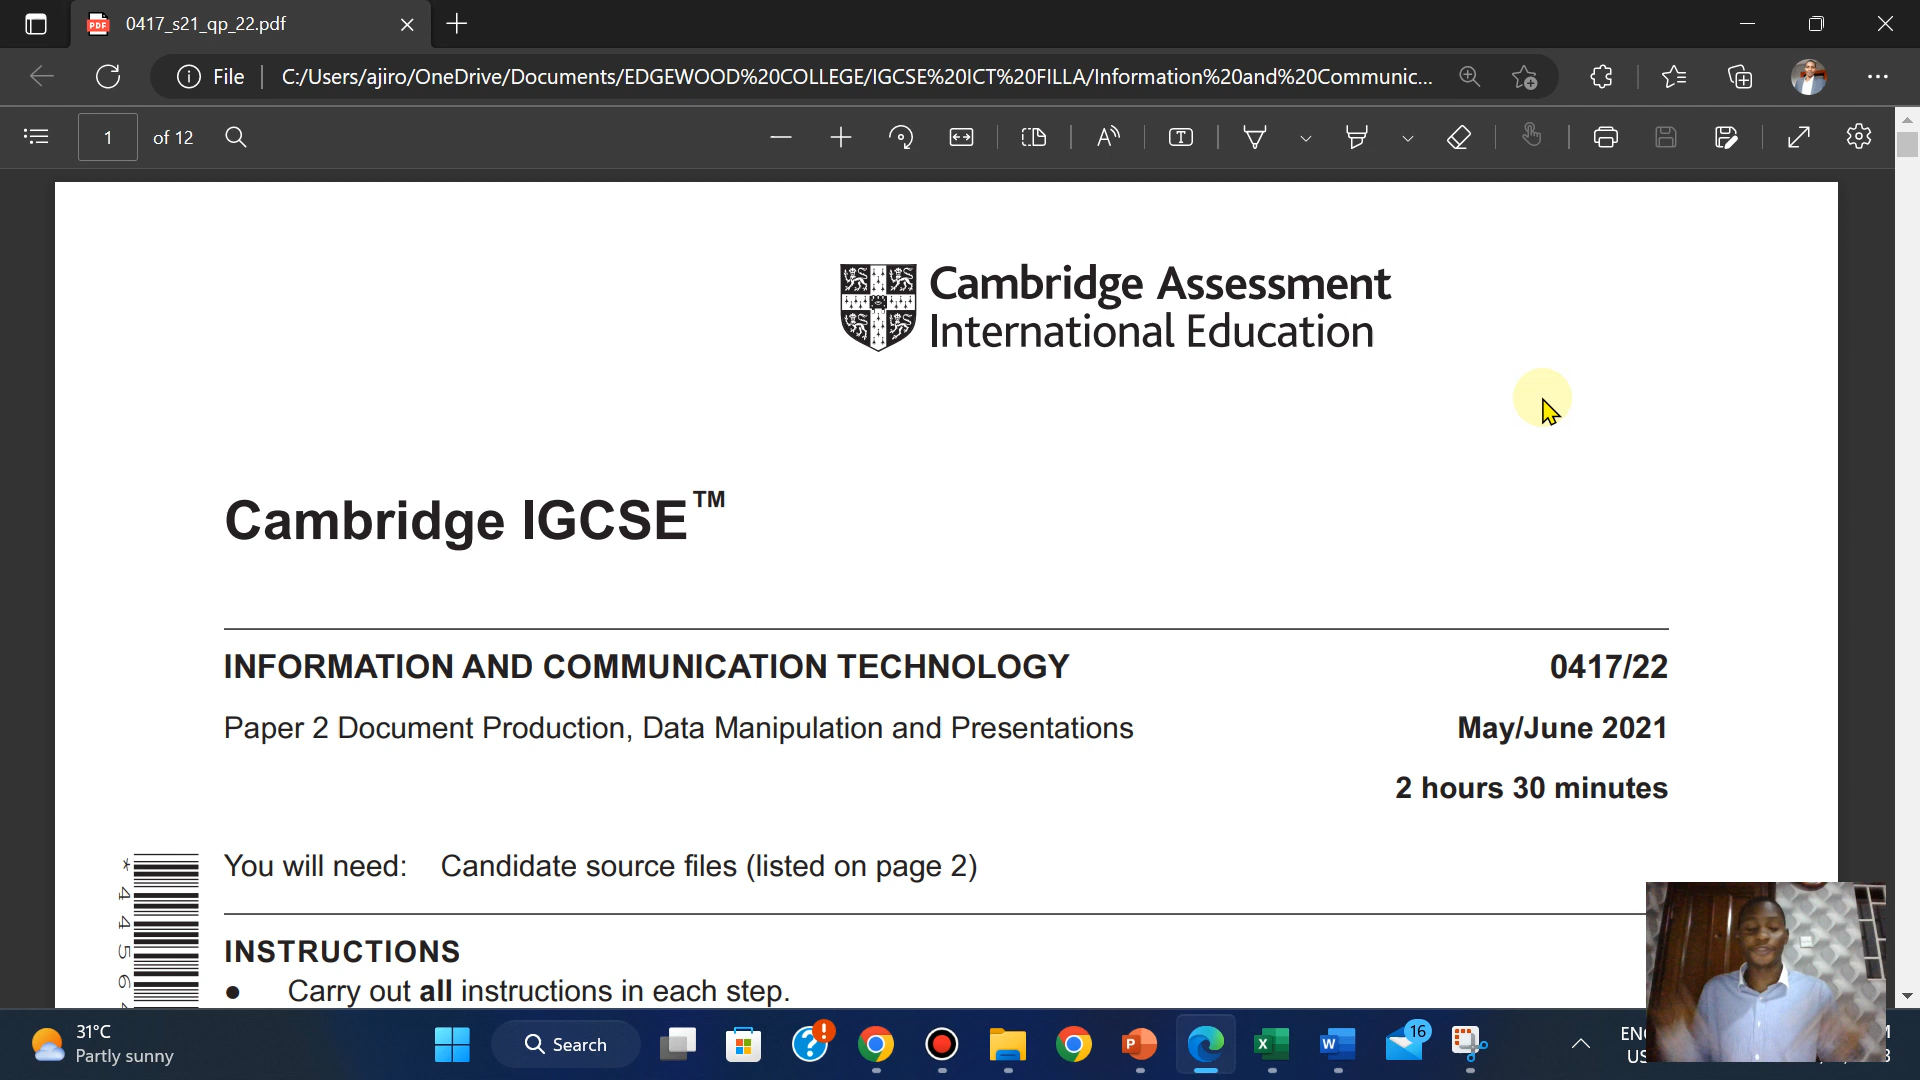 0417_s21_qp_22.pdf
File
C:/Users/ajiro/OneDrive/Documents/EDGEWOOD%20COLLEGE/IGCSE%20ICT%20FILLA/Information%20and%20Communic...
1 of 12
Cambridge Assessment
International Education
Cambridge IGCSE™
INFORMATION AND COMMUNICATION TECHNOLOGY 0417/22
Paper 2 Document Production, Data Manipulation and Presentations May/June 2021
2 hours 30 minutes
You will need: Candidate source files (listed on page 2)
INSTRUCTIONS
● Carry out all instructions in each step.
31°C
Partly sunny
Search
16